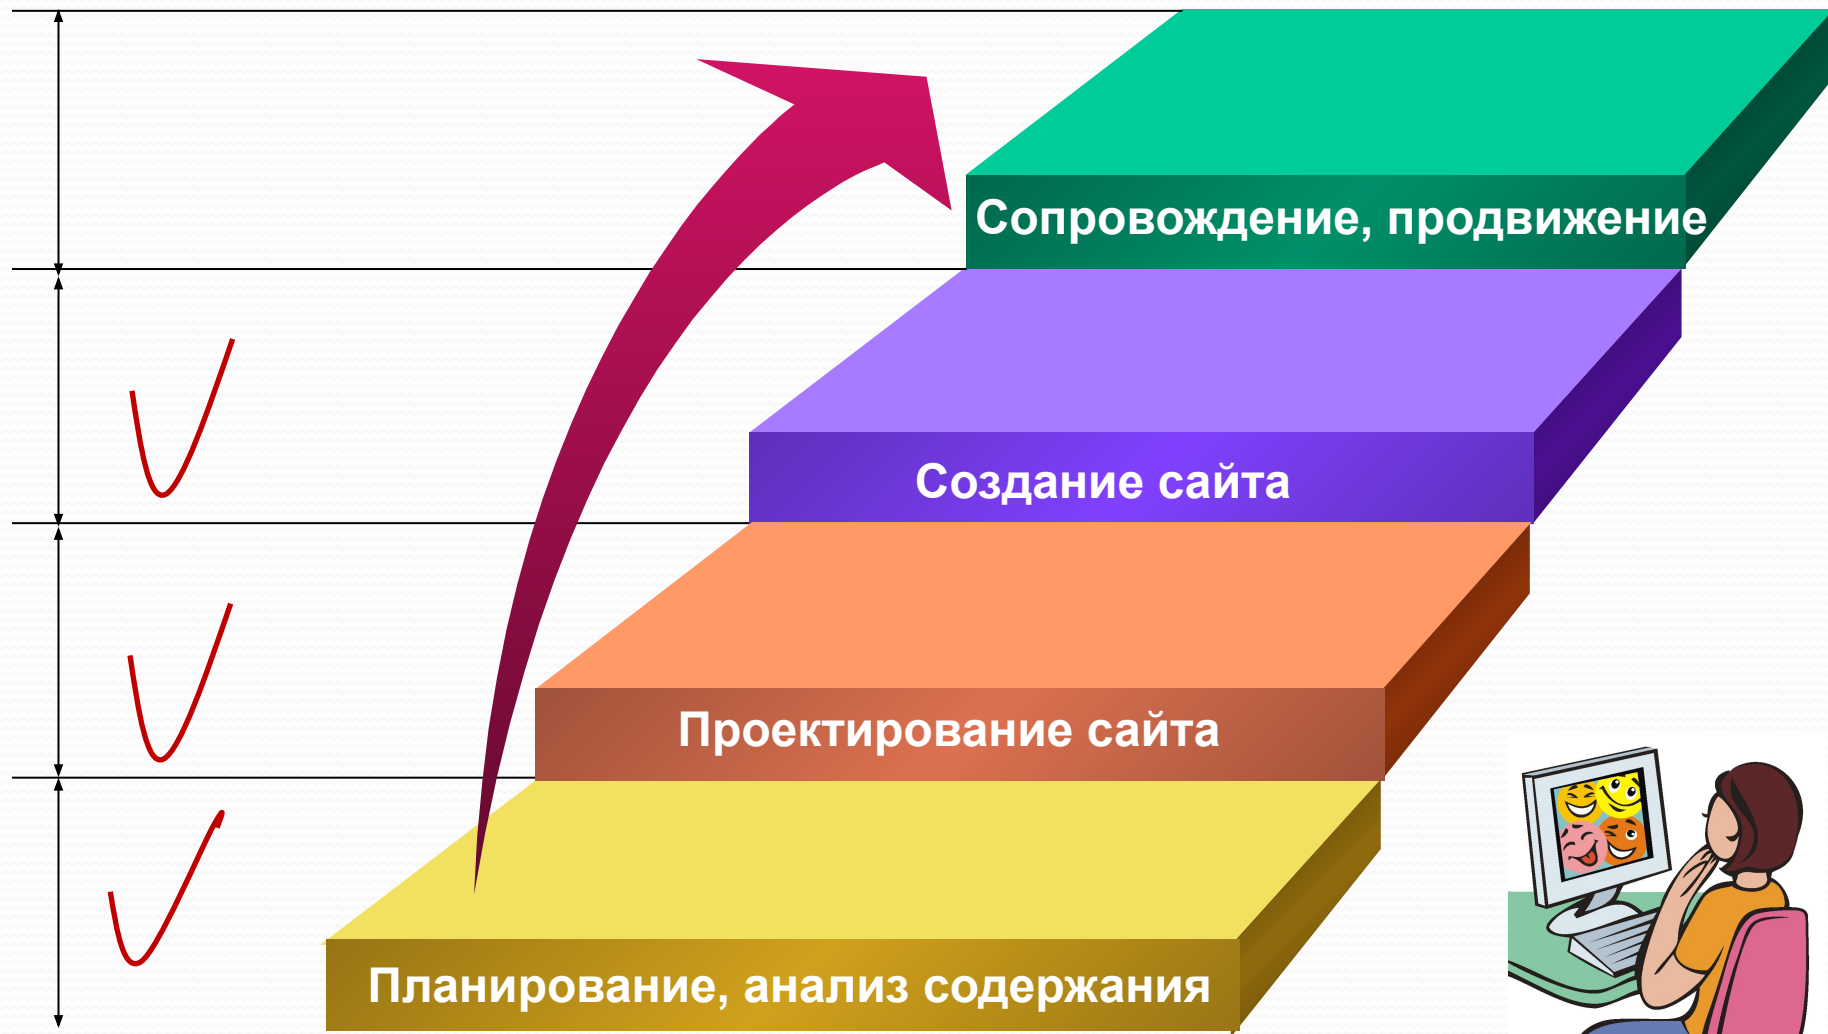 Сопровождение, продвижение
Создание сайта
Проектирование сайта
Планирование, анализ содержания